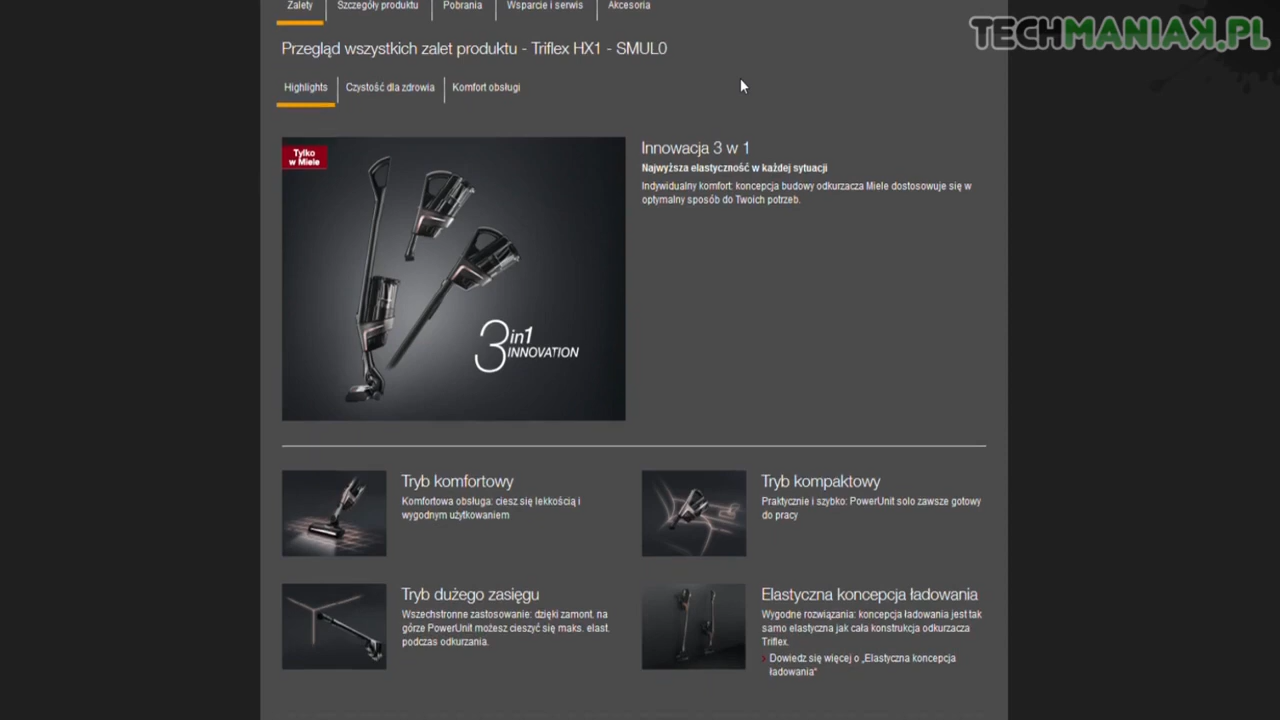 Zalety
Szczegóły produktu
Pobrania
Wsparcie i serwis
Akcesoria
TECHMANIAK.PL
Przegląd wszystkich zalet produktu - Triflex HX1 - SMUL0
Highlights
Czystość dla zdrowia
Komfort obsługi
Tylko
w Miele
3 in1
INNOVATION
Innowacja 3 w 1
Najwyższa elastyczność w każdej sytuacji
Indywidualny komfort: koncepcja budowy odkurzacza Miele dostosowuje się w
optymalny sposób do Twoich potrzeb.
Tryb komfortowy
Komfortowa obsługa: ciesz się lekkością i
wygodnym użytkowaniem
Tryb kompaktowy
Praktycznie i szybko: PowerUnit solo zawsze gotowy
do pracy
Tryb dużego zasięgu
Wszechstronne zastosowanie: dzięki zamont. na
górze PowerUnit możesz cieszyć się maks. elast.
podczas odkurzania.
Elastyczna koncepcja ładowania
Wygodne rozwiązania: koncepcja ładowania jest tak
samo elastyczna jak cała konstrukcja odkurzacza
Triflex.
Dowiedz się więcej o „Elastyczna koncepcja
ładowania"